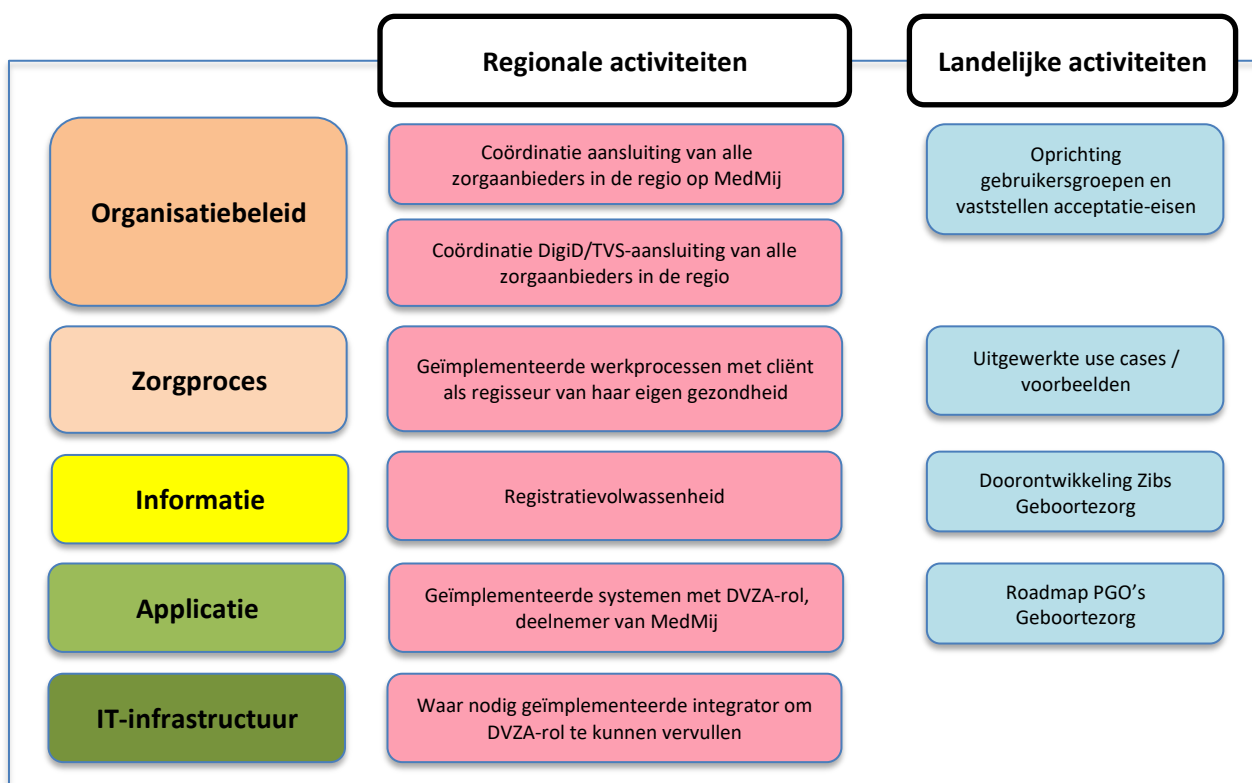 Regionale activiteiten
Landelijke activiteiten
Organisatiebeleid
Coördinatie aansluiting van alle
zorgaanbieders in de regio op MedMij
Coördinatie DigiD/TVS-aansluiting van alle
zorgaanbieders in de regio
Oprichting
gebruikersgroepen en
vaststellen acceptatie-eisen
Zorgproces
Geïmplementeerde werkprocessen met cliënt
als regisseur van haar eigen gezondheid
Uitgewerkte use cases /
voorbeelden
Informatie
Registratievolwassenheid
Doorontwikkeling Zibs
Geboortezorg
Applicatie
Geïmplementeerde systemen met DVZA-rol,
deelnemer van MedMij
Roadmap PGO’s
Geboortezorg
IT-infrastructuur
Waar nodig geïmplementeerde integrator om
DVZA-rol te kunnen vervullen